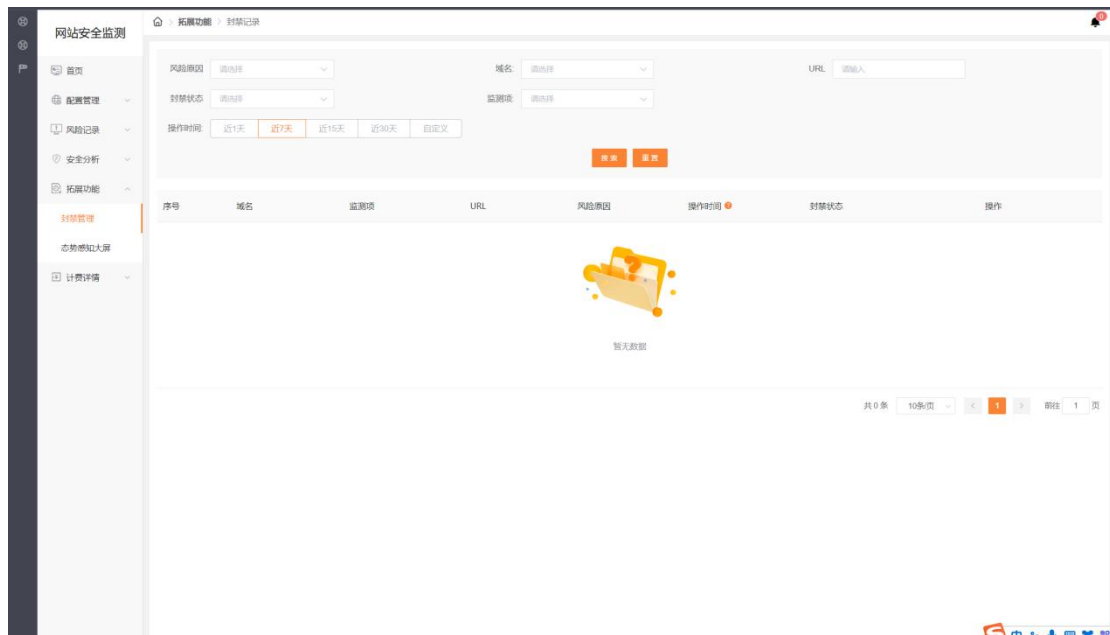 网站安全监测
首页
配置管理
风险记录
安全分析
拓展功能
封禁管理
态势感知大屏
计费详情
拓展功能 > 封禁记录
风险原因 请选择 域名: 请选择 URL 请输入
封禁状态 请选择 监测项: 请选择
操作时间: 近1天 近7天 近15天 近30天 自定义
搜索 重置
序号 域名 监测项 URL 风险原因 操作时间 封禁状态 操作
暂无数据
共 0 条 10条/页 < 1 > 前往 1 页
中